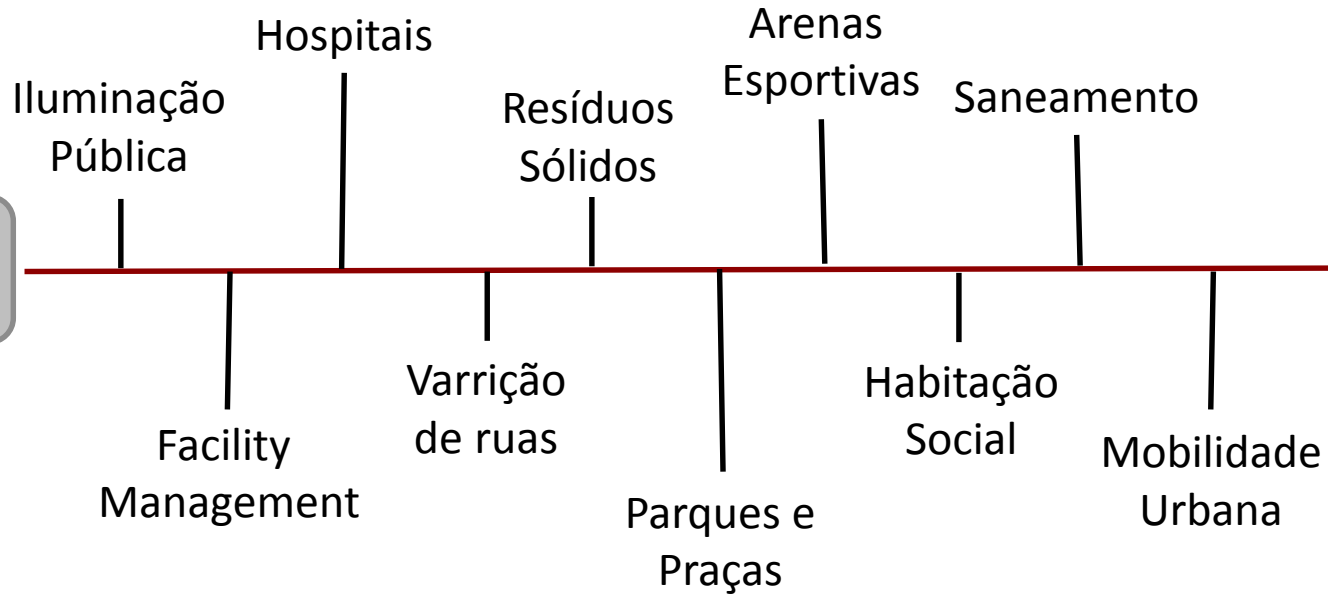 Iluminação
Pública
Hospitais
Resíduos
Sólidos
Arenas
Esportivas
Saneamento
Facility
Management
Varrição
de ruas
Parques e
Praças
Habitação
Social
Mobilidade
Urbana